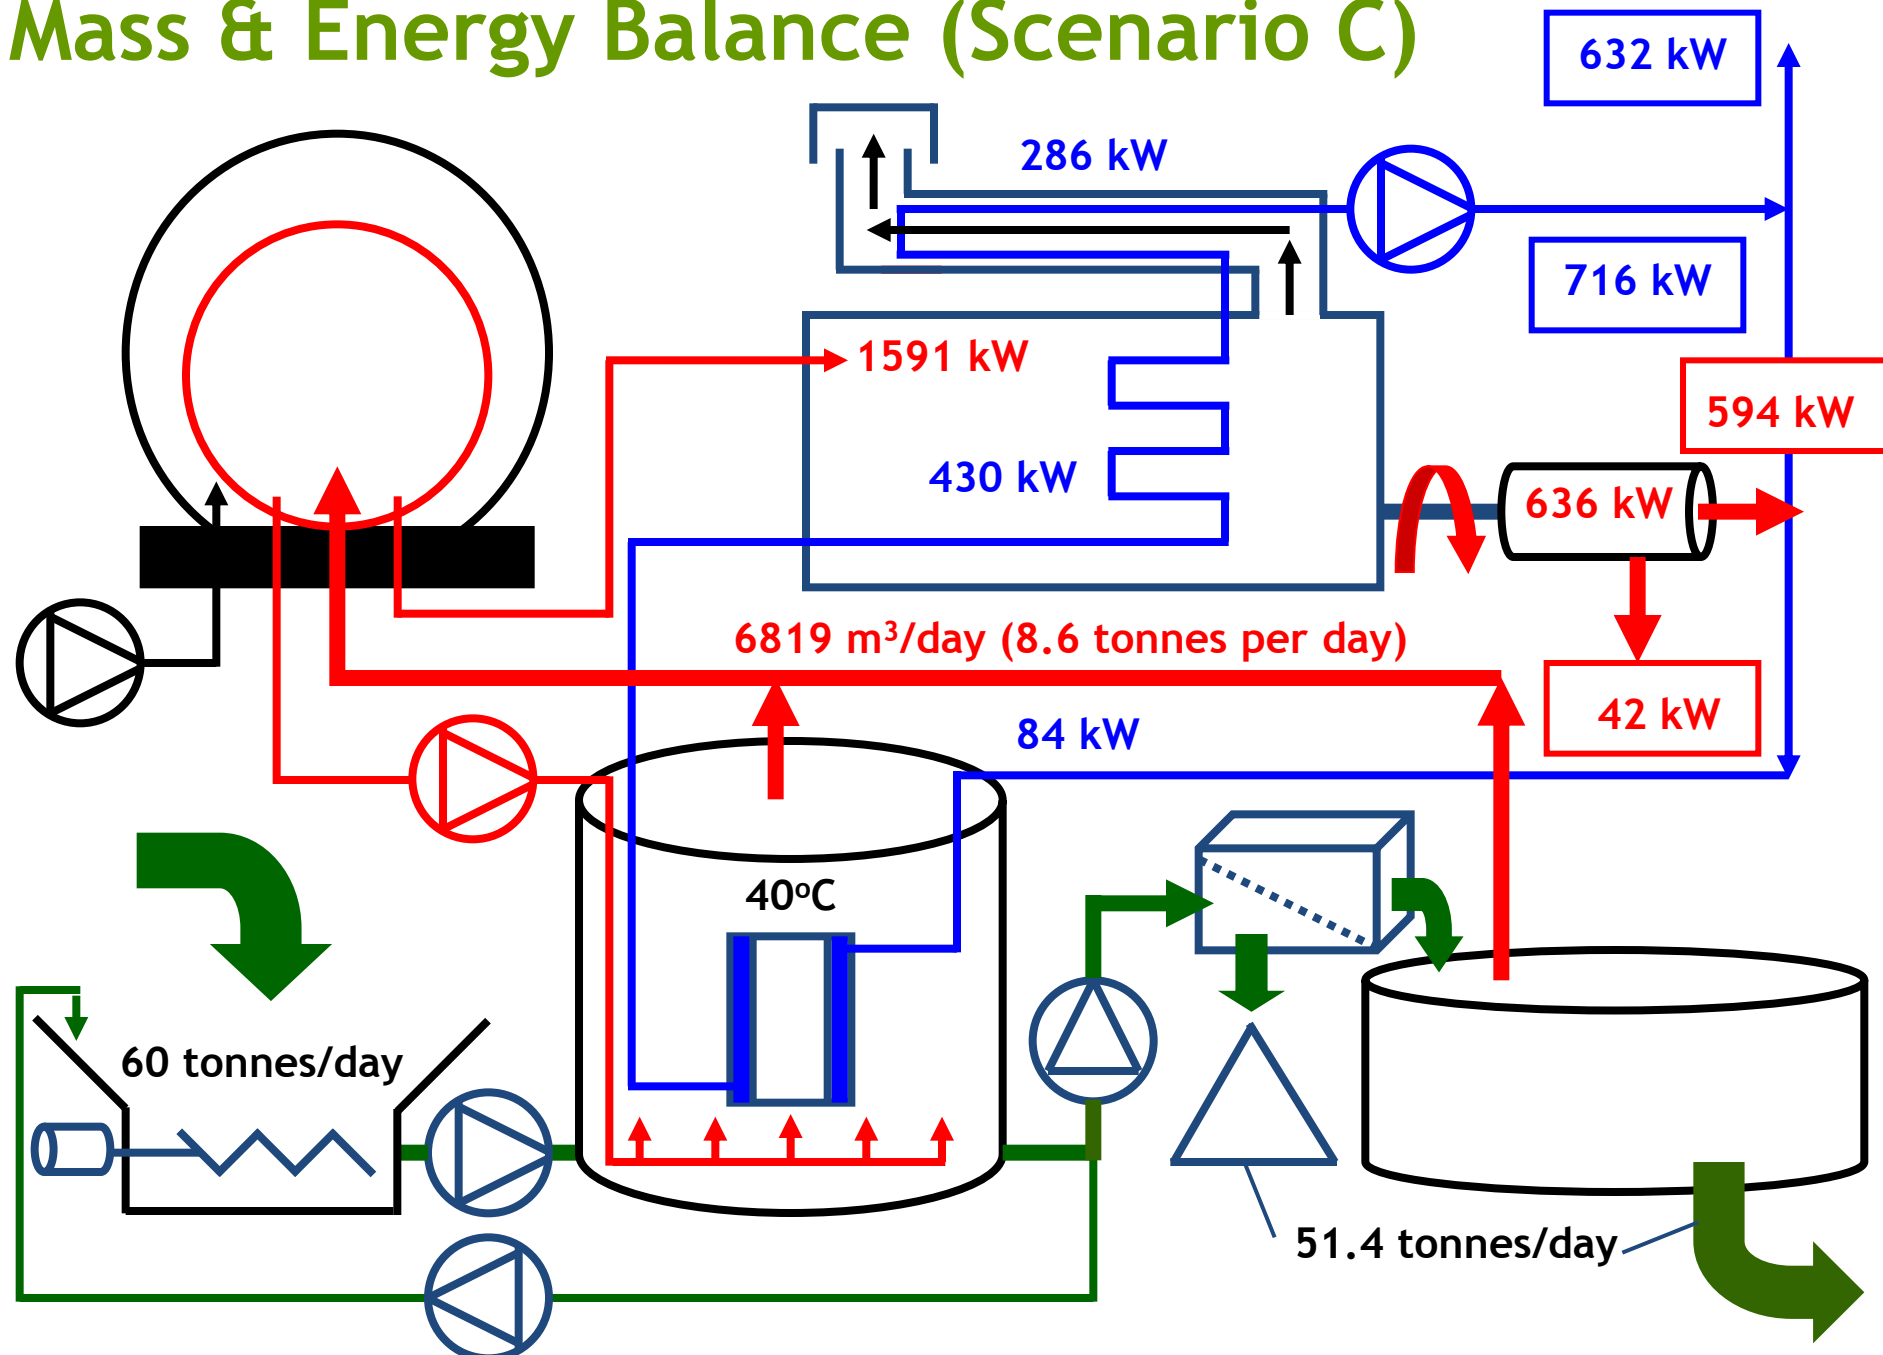 Mass & Energy Balance (Scenario C)
632 kW
286 kW
716 kW
1591 kW
594 kW
430 kW
636 kW
6819 m³/day (8.6 tonnes per day)
42 kW
84 kW
40ºC
60 tonnes/day
51.4 tonnes/day